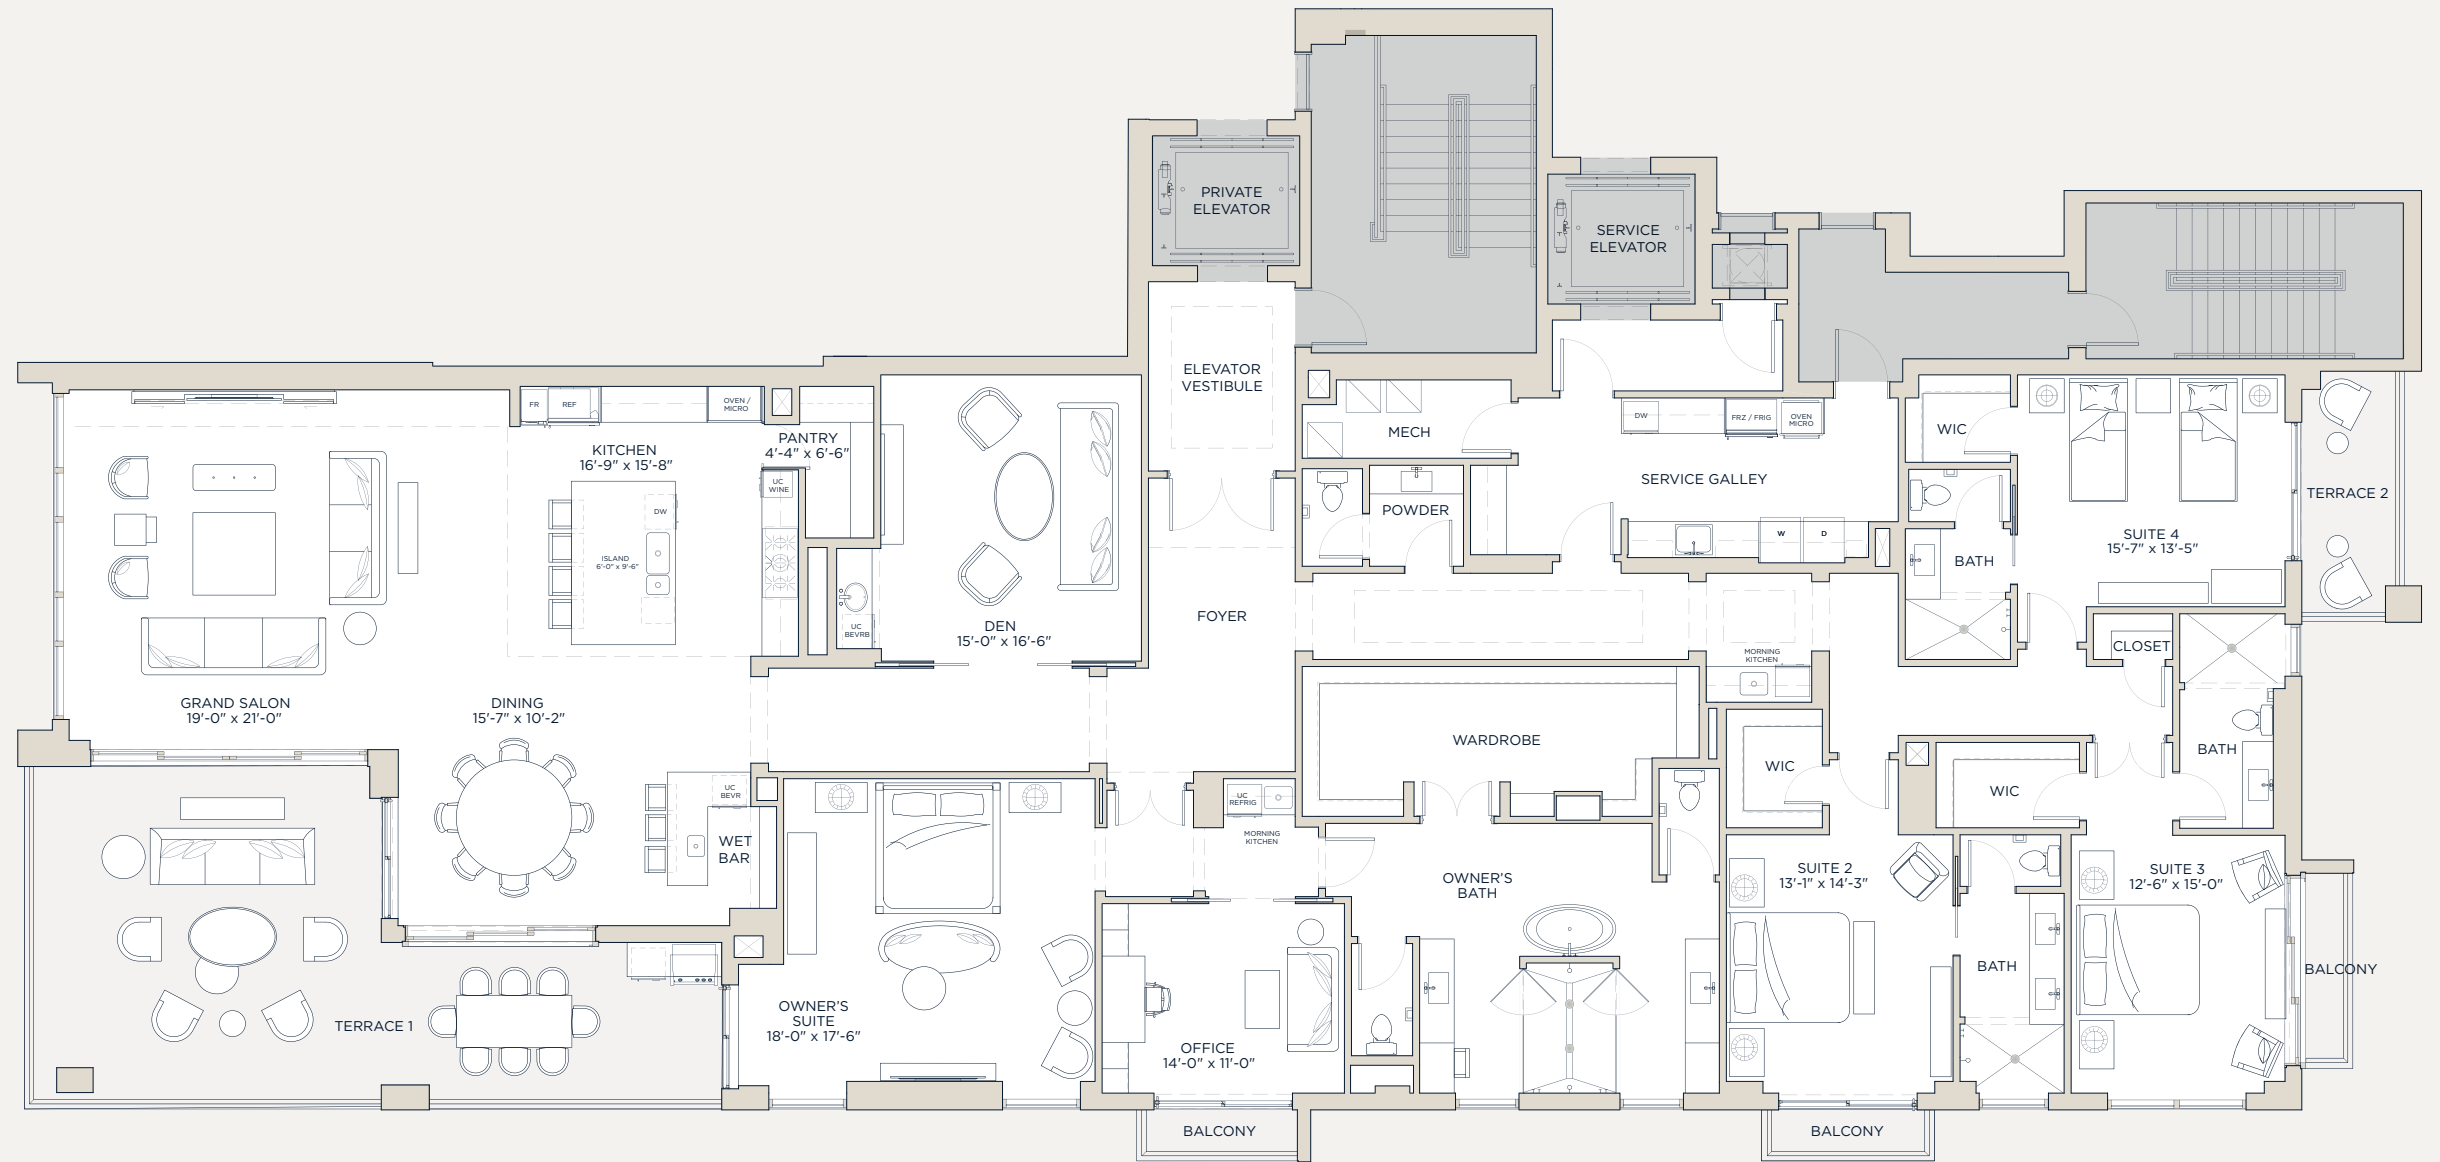 PRIVATE
ELEVATOR
SERVICE
ELEVATOR
ELEVATOR
VESTIBULE
FR
REF
OVEN /
MICRO
KITCHEN
16'-9" x 15'-8"
PANTRY
4'-4" x 6'-6"
UC
WINE
DW
ISLAND
6'-0" x 9'-6"
MECH
DW
FRZ / FRIG
OVEN
MICRO
WIC
SERVICE GALLEY
POWDER
W
D
TERRACE 2
SUITE 4
15'-7" x 13'-5"
BATH
UC
BEVRB
DEN
15'-0" x 16'-6"
FOYER
CLOSET
MORNING
KITCHEN
GRAND SALON
19'-0" x 21'-0"
DINING
15'-7" x 10'-2"
WARDROBE
WIC
WIC
BATH
UC
BEVR
WET
BAR
UC
REFRIG
MORNING
KITCHEN
OWNER'S
BATH
SUITE 2
13'-1" x 14'-3"
SUITE 3
12'-6" x 15'-0"
BATH
BALCONY
TERRACE 1
OWNER'S
SUITE
18'-0" x 17'-6"
OFFICE
14'-0" x 11'-0"
BALCONY
BALCONY